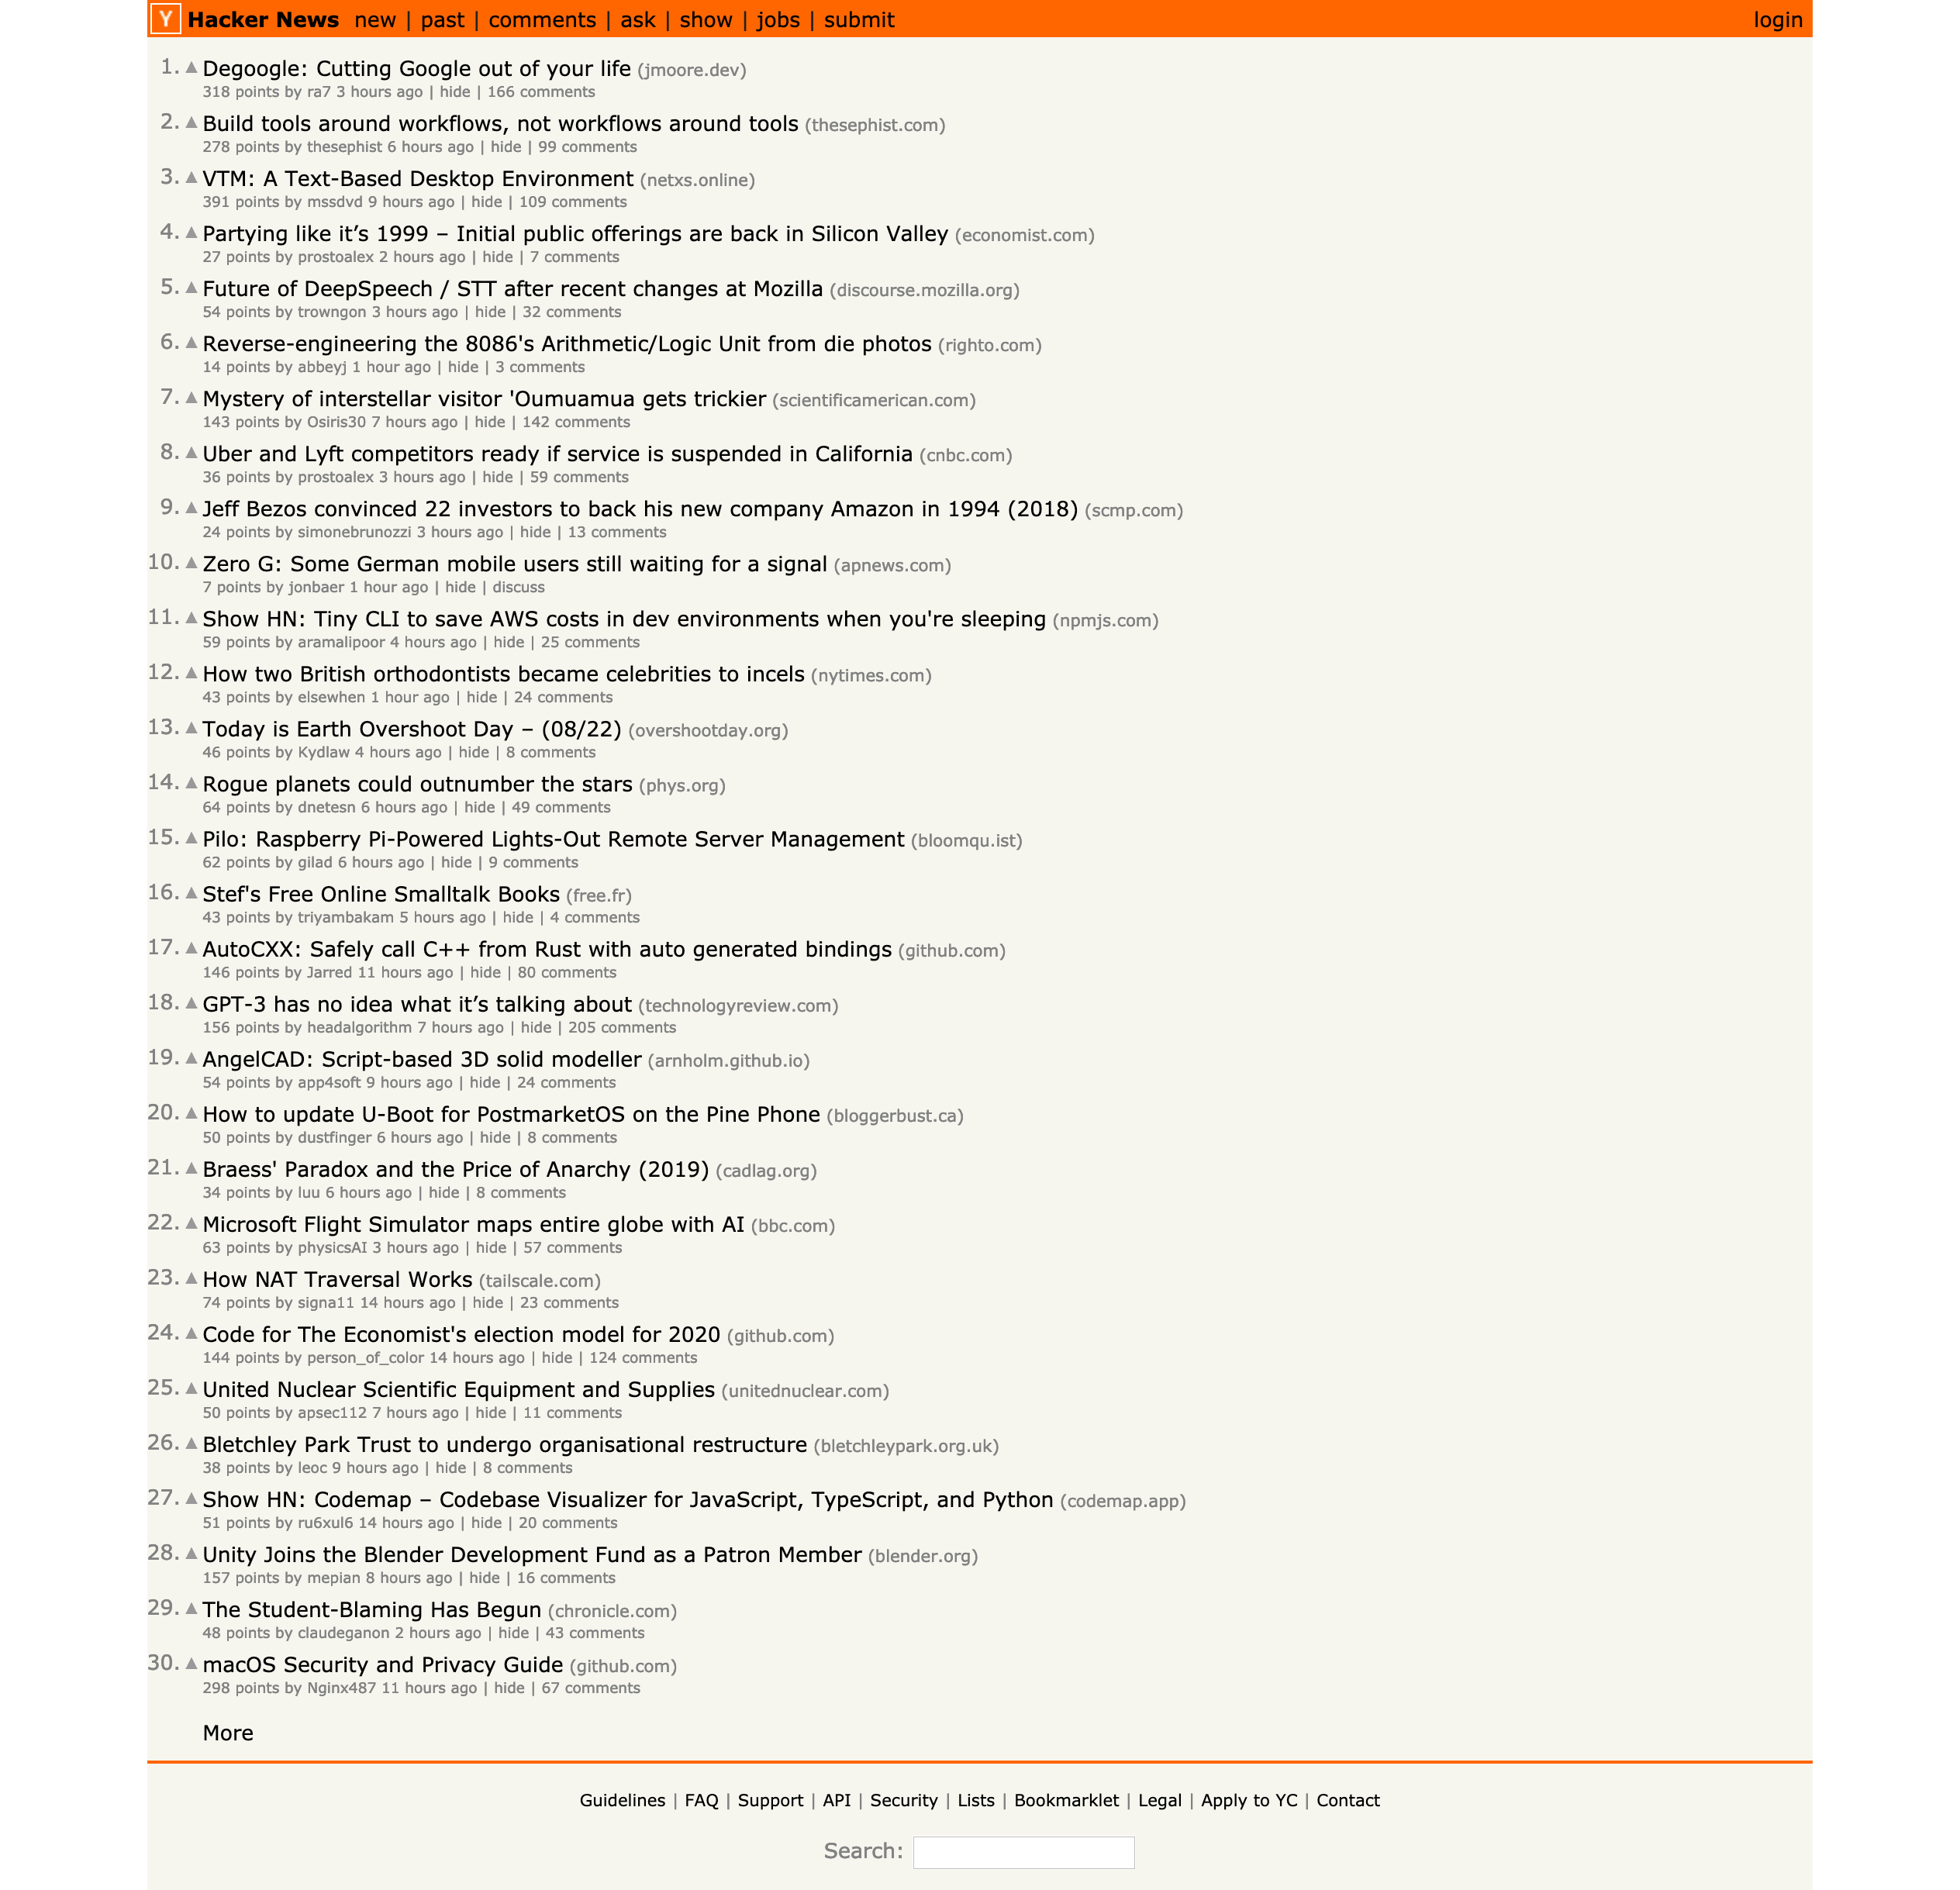 Y Hacker News new | past | comments | ask | show | jobs | submit login
1. ▲ Degoogle: Cutting Google out of your life (jmoore.dev)
318 points by ra7 3 hours ago | hide | 166 comments
2. ▲ Build tools around workflows, not workflows around tools (thesephist.com)
278 points by thesephist 6 hours ago | hide | 99 comments
3. ▲ VTM: A Text-Based Desktop Environment (netxs.online)
391 points by mssdvd 9 hours ago | hide | 109 comments
4. ▲ Partying like it’s 1999 – Initial public offerings are back in Silicon Valley (economist.com)
27 points by prostoalex 2 hours ago | hide | 7 comments
5. ▲ Future of DeepSpeech / STT after recent changes at Mozilla (discourse.mozilla.org)
54 points by trowngon 3 hours ago | hide | 32 comments
6. ▲ Reverse-engineering the 8086's Arithmetic/Logic Unit from die photos (righto.com)
14 points by abbeyj 1 hour ago | hide | 3 comments
7. ▲ Mystery of interstellar visitor 'Oumuamua gets trickier (scientificamerican.com)
143 points by Osiris30 7 hours ago | hide | 142 comments
8. ▲ Uber and Lyft competitors ready if service is suspended in California (cnbc.com)
36 points by prostoalex 3 hours ago | hide | 59 comments
9. ▲ Jeff Bezos convinced 22 investors to back his new company Amazon in 1994 (2018) (scmp.com)
24 points by simonebrunozzi 3 hours ago | hide | 13 comments
10. ▲ Zero G: Some German mobile users still waiting for a signal (apnews.com)
7 points by jonbaer 1 hour ago | hide | discuss
11. ▲ Show HN: Tiny CLI to save AWS costs in dev environments when you're sleeping (npmjs.com)
59 points by aramalipoor 4 hours ago | hide | 25 comments
12. ▲ How two British orthodontists became celebrities to incels (nytimes.com)
43 points by elsewhen 1 hour ago | hide | 24 comments
13. ▲ Today is Earth Overshoot Day – (08/22) (overshootday.org)
46 points by Kydlaw 4 hours ago | hide | 8 comments
14. ▲ Rogue planets could outnumber the stars (phys.org)
64 points by dnetesn 6 hours ago | hide | 49 comments
15. ▲ Pilo: Raspberry Pi-Powered Lights-Out Remote Server Management (bloomqu.ist)
62 points by gilad 6 hours ago | hide | 9 comments
16. ▲ Stef's Free Online Smalltalk Books (free.fr)
43 points by triyambakam 5 hours ago | hide | 4 comments
17. ▲ AutoCXX: Safely call C++ from Rust with auto generated bindings (github.com)
146 points by Jarred 11 hours ago | hide | 80 comments
18. ▲ GPT-3 has no idea what it’s talking about (technologyreview.com)
156 points by headalgorithm 7 hours ago | hide | 205 comments
19. ▲ AngelCAD: Script-based 3D solid modeller (arnholm.github.io)
54 points by app4soft 9 hours ago | hide | 24 comments
20. ▲ How to update U-Boot for PostmarketOS on the Pine Phone (bloggerbust.ca)
50 points by dustfinger 6 hours ago | hide | 8 comments
21. ▲ Braess' Paradox and the Price of Anarchy (2019) (cadlag.org)
34 points by luu 6 hours ago | hide | 8 comments
22. ▲ Microsoft Flight Simulator maps entire globe with AI (bbc.com)
63 points by physicsAI 3 hours ago | hide | 57 comments
23. ▲ How NAT Traversal Works (tailscale.com)
74 points by signa11 14 hours ago | hide | 23 comments
24. ▲ Code for The Economist's election model for 2020 (github.com)
144 points by person_of_color 14 hours ago | hide | 124 comments
25. ▲ United Nuclear Scientific Equipment and Supplies (unitednuclear.com)
50 points by apsec112 7 hours ago | hide | 11 comments
26. ▲ Bletchley Park Trust to undergo organisational restructure (bletchleypark.org.uk)
38 points by leoc 9 hours ago | hide | 8 comments
27. ▲ Show HN: Codemap – Codebase Visualizer for JavaScript, TypeScript, and Python (codemap.app)
51 points by ru6xul6 14 hours ago | hide | 20 comments
28. ▲ Unity Joins the Blender Development Fund as a Patron Member (blender.org)
157 points by mepian 8 hours ago | hide | 16 comments
29. ▲ The Student-Blaming Has Begun (chronicle.com)
48 points by claudeganon 2 hours ago | hide | 43 comments
30. ▲ macOS Security and Privacy Guide (github.com)
298 points by Nginx487 11 hours ago | hide | 67 comments
More
Guidelines | FAQ | Support | API | Security | Lists | Bookmarklet | Legal | Apply to YC | Contact
Search: